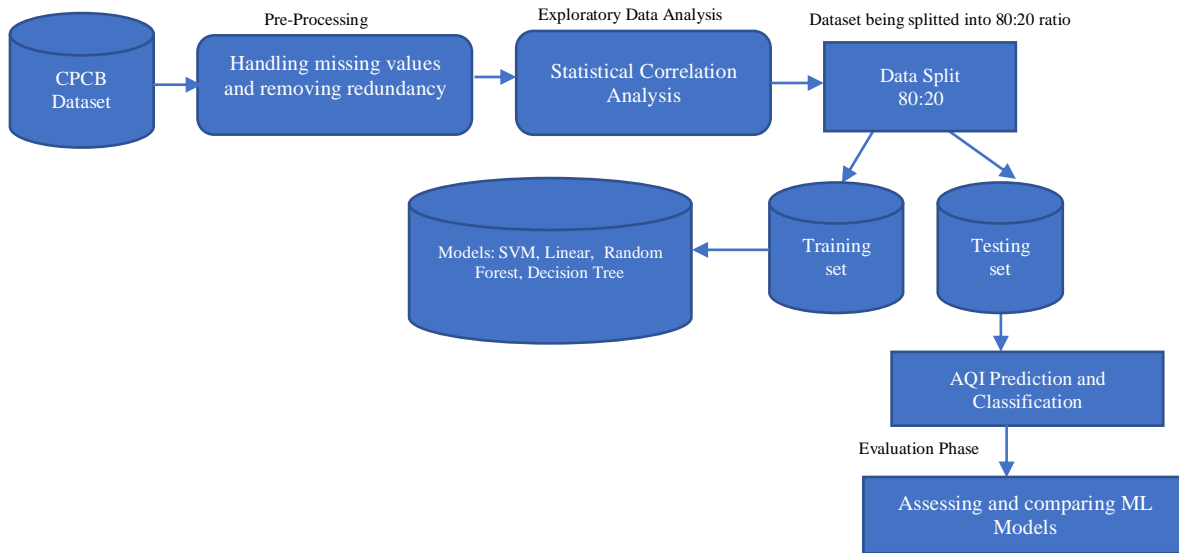 Pre-Processing
Exploratory Data Analysis
Dataset being splitted into 80:20 ratio
CPCB
Dataset
Handling missing values
and removing redundancy
Statistical Correlation
Analysis
Data Split
80:20
Models: SVM, Linear, Random
Forest, Decision Tree
Training
set
Testing
set
AQI Prediction and
Classification
Evaluation Phase
Assessing and comparing ML
Models